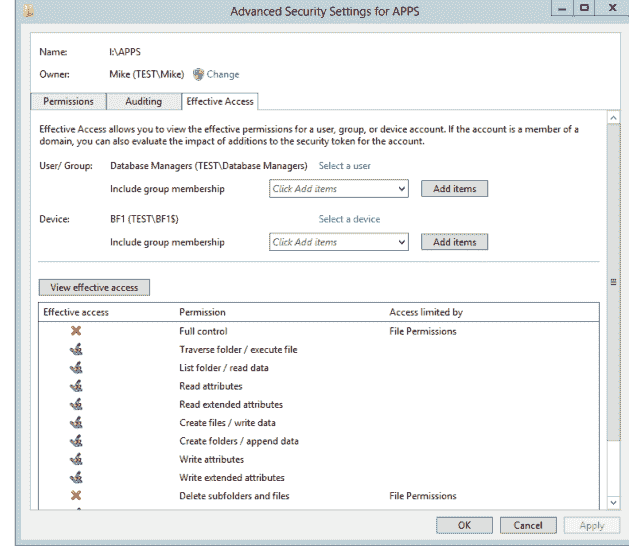 Advanced Security Settings for APPS
Name: I:\APPS
Owner: Mike (TEST\Mike) Change
Permissions Auditing Effective Access
Effective Access allows you to view the effective permissions for a user, group, or device account. If the account is a member of a
domain, you can also evaluate the impact of additions to the security token for the account.
User/ Group: Database Managers (TEST\Database Managers) Select a user
Include group membership Click Add items Add items
Device: BF1 (TEST\BF1$) Select a device
Include group membership Click Add items Add items
View effective access
Effective access Permission Access limited by
Full control File Permissions
Traverse folder / execute file
List folder / read data
Read attributes
Read extended attributes
Create files / write data
Create folders / append data
Write attributes
Write extended attributes
Delete subfolders and files File Permissions
OK Cancel Apply